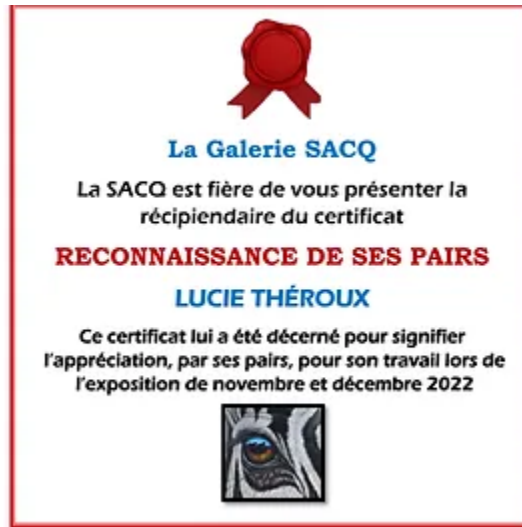 La Galerie SACQ
La SACQ est fière de vous présenter la
récipiendaire du certificat
RECONNAISSANCE DE SES PAIRS
LUCIE THÉROUX
Ce certificat lui a été décerné pour signifier
l'appréciation, par ses pairs, pour son travail lors de
l'exposition de novembre et décembre 2022